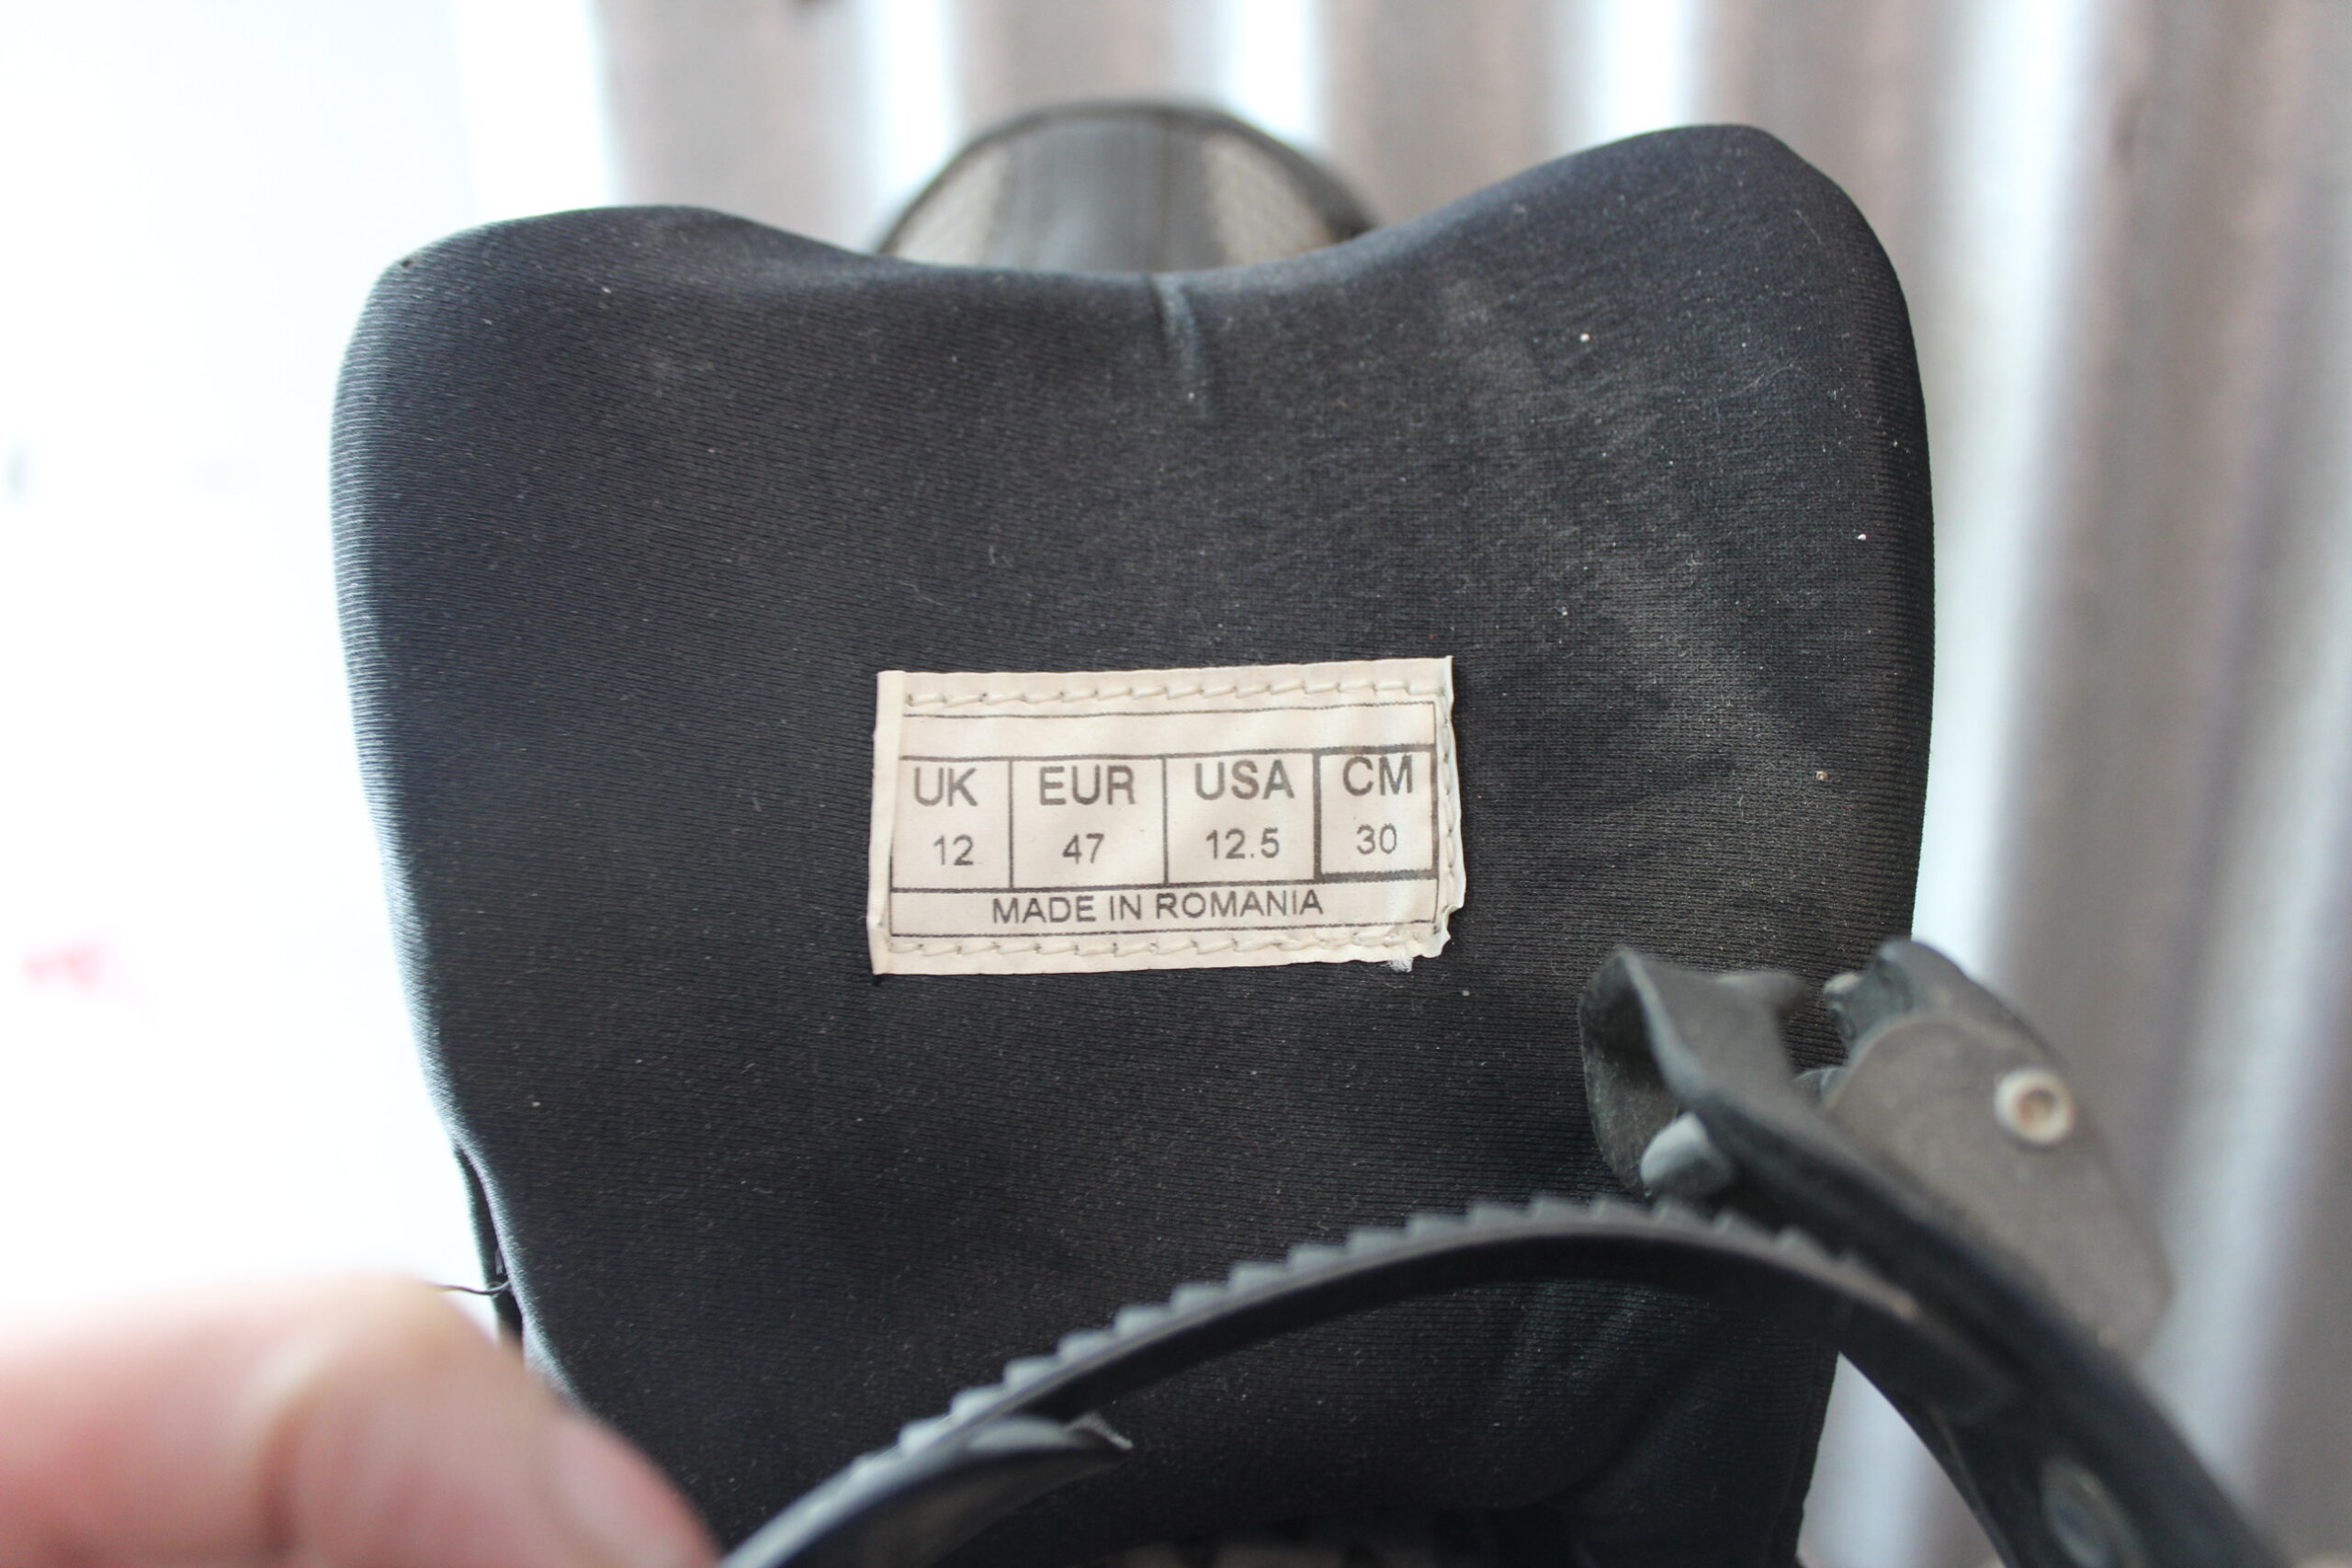 UK EUR USA CM
12 47 12.5 30
MADE IN ROMANIA